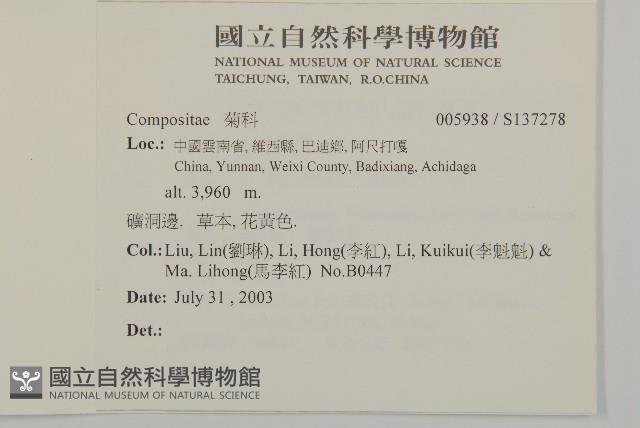 國立自然科學博物館
NATIONAL MUSEUM OF NATURAL SCIENCE
TAICHUNG, TAIWAN, R.O.CHINA
Compositae 菊科 005938 / S137278
Loc.: 中國雲南省, 維西縣, 巴迪鄉, 阿尺打嘎
China, Yunnan, Weixi County, Badixiang, Achidaga
alt. 3,960 m.
礦洞邊. 草本, 花黃色.
Col.: Liu, Lin(劉琳), Li, Hong(李紅), Li, Kuikui(李魁魁) &
Ma. Lihong(馬李紅) No.B0447
Date: July 31 , 2003
Det.:
國立自然科學博物館
NATIONAL MUSEUM OF NATURAL SCIENCE